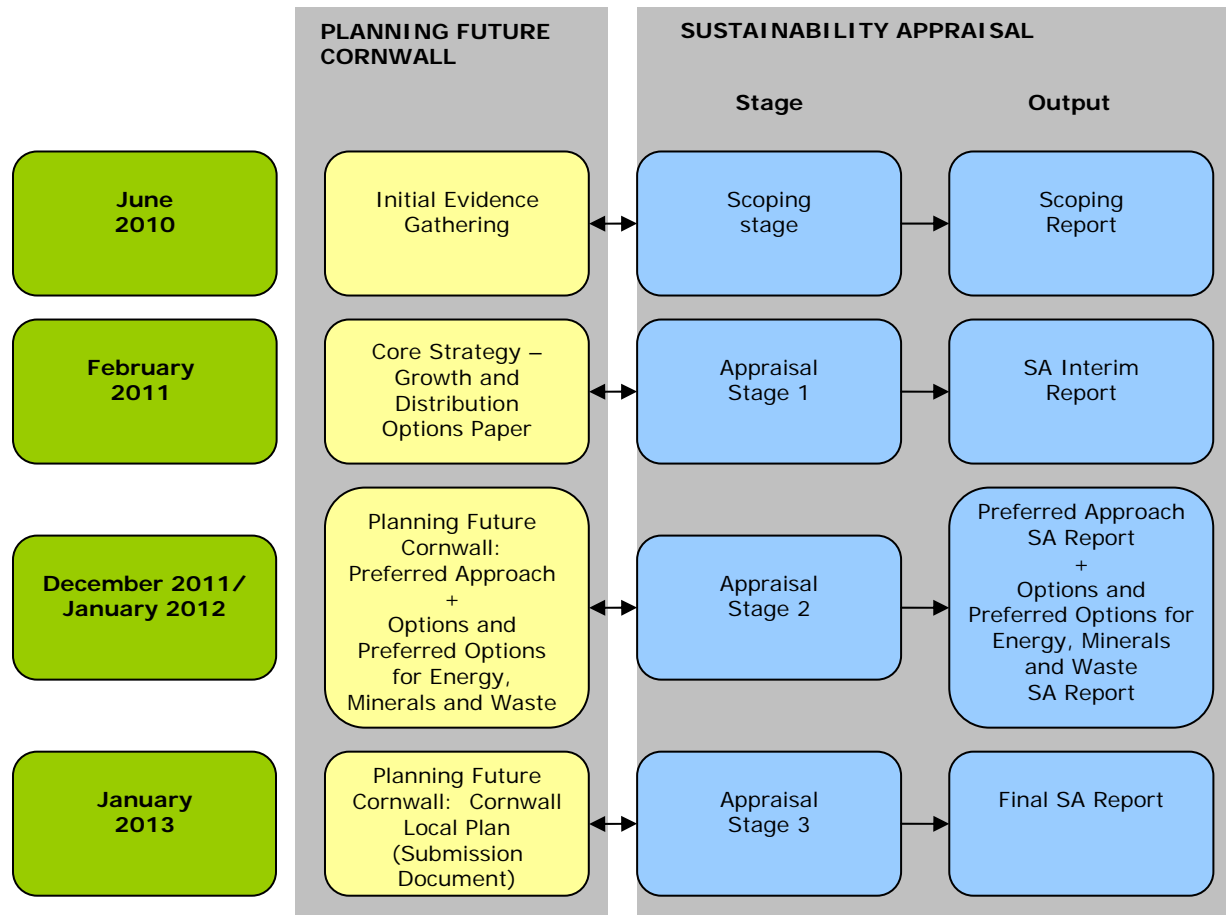 PLANNING FUTURE
CORNWALL
SUSTAINABILITY APPRAISAL
Stage
Output
June
2010
Initial Evidence
Gathering
Scoping
stage
Scoping
Report
February
2011
Core Strategy –
Growth and
Distribution
Options Paper
Appraisal
Stage 1
SA Interim
Report
December 2011/
January 2012
Planning Future
Cornwall:
Preferred Approach
+
Options and
Preferred Options
for Energy,
Minerals and Waste
Appraisal
Stage 2
Preferred Approach
SA Report
+
Options and
Preferred Options for
Energy, Minerals
and Waste
SA Report
January
2013
Planning Future
Cornwall: Cornwall
Local Plan
(Submission
Document)
Appraisal
Stage 3
Final SA Report